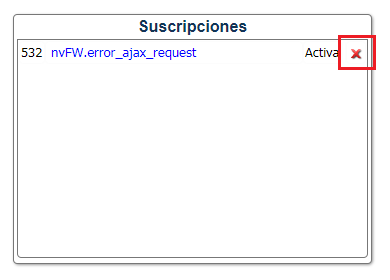 Suscripciones
532 nvFW.error_ajax_request Activa